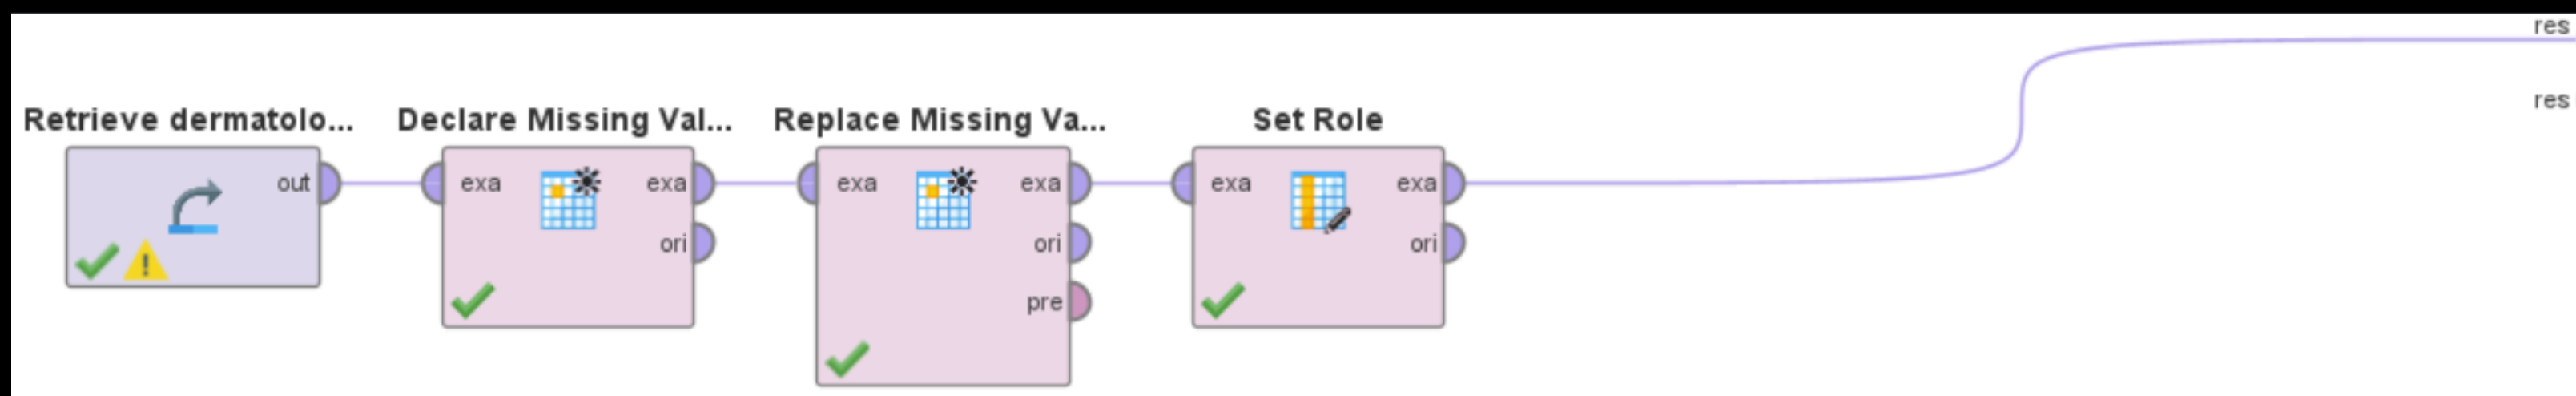 res
res
Retrieve dermatolo...
Declare Missing Val...
Replace Missing Va...
Set Role
out
exa
exa
ori
exa
exa
ori
pre
exa
exa
ori